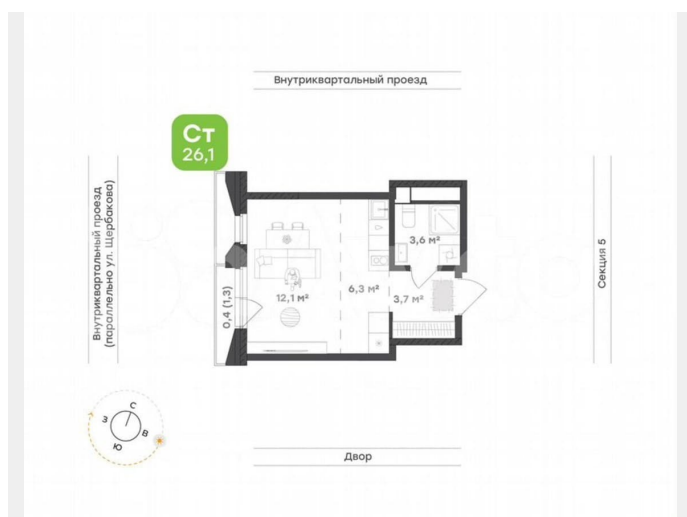 Внутриквартальный проезд
Ст
26,1
Внутриквартальный проезд
(параллельно ул. Щербакова)
3,6 м²
6,3 м²
12,1 м²
3,7 м²
0,4 (1,3)
Секция 5
С
З
В
Ю
Двор